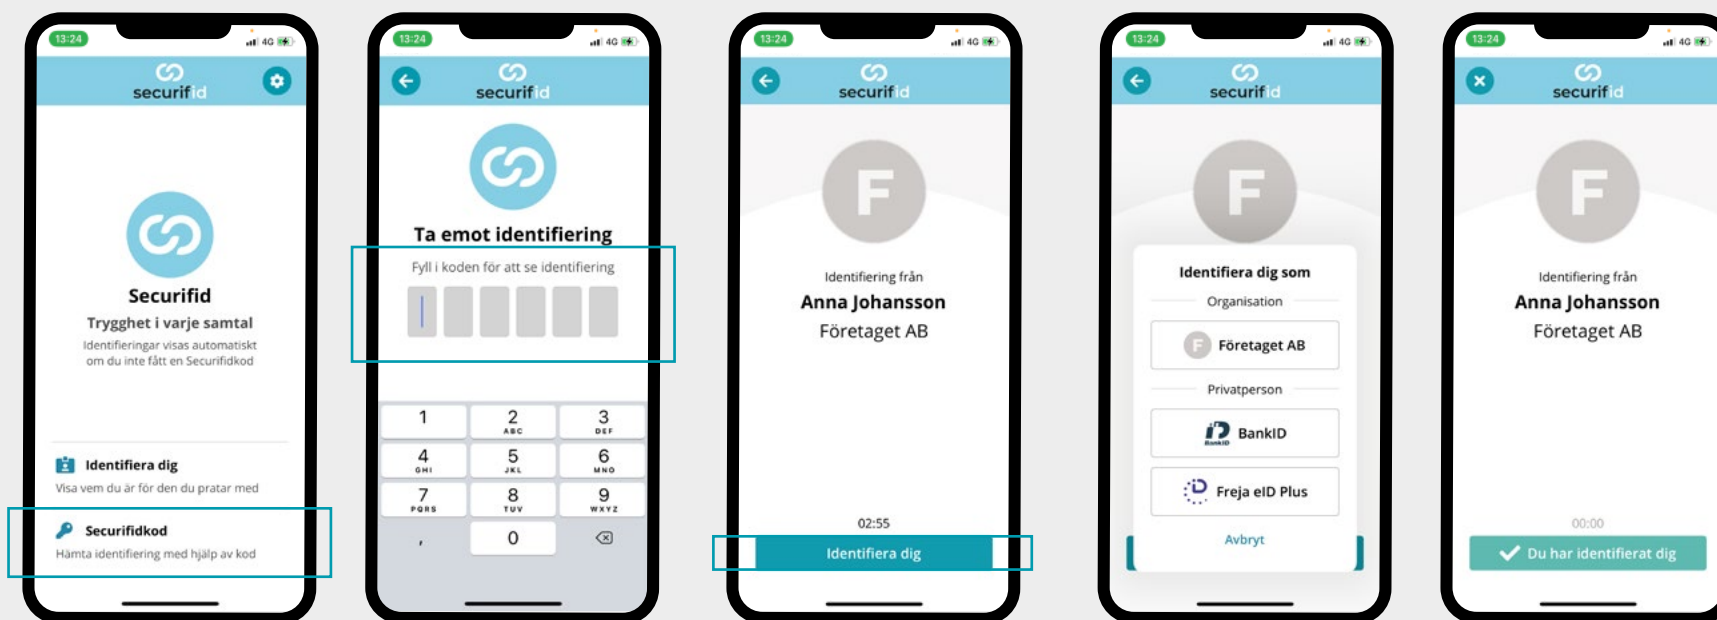 13:24
4G
securifid
Securifid
Trygghet i varje samtal
Identifieringar visas automatiskt
om du inte fått en Securifidkod
Identifiera dig
Visa vem du är för den du pratar med
Securifidkod
Hämta identifiering med hjälp av kod
13:24
4G
securifid
Ta emot identifiering
Fyll i koden för att se identifiering
1
2
ABC
3
DEF
4
GHI
5
JKL
6
MNO
7
PQRS
8
TUV
9
WXYZ
,
0
13:24
4G
securifid
F
Identifiering från
Anna Johansson
Företaget AB
02:55
Identifiera dig
13:24
4G
securifid
F
Identifiera dig som
Organisation
F Företaget AB
Privatperson
BankID BankID
iD Freja eID Plus
Avbryt
13:24
4G
securifid
F
Identifiering från
Anna Johansson
Företaget AB
00:00
Du har identifierat dig